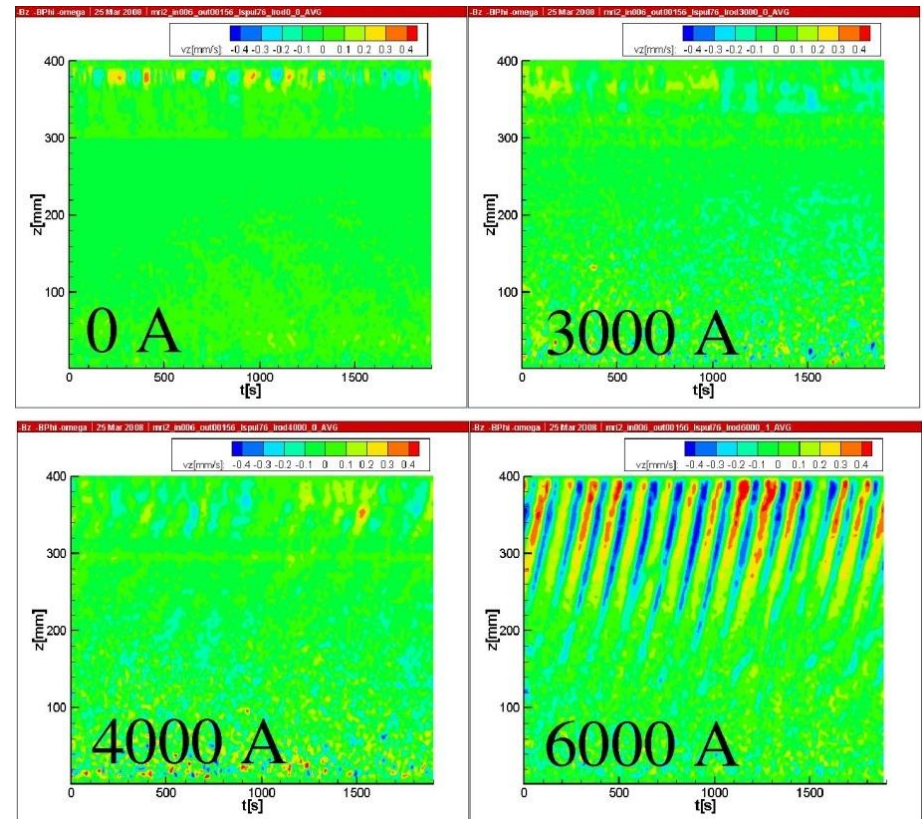 -Bz -BPhi -omega | 25 Mar 2008 | mri2_in006_out00156_Ispul76_Irod0_0_AVG
vz[mm/s]: -0.4 -0.3 -0.2 -0.1 0 0.1 0.2 0.3 0.4
400
300
z[mm]
200
100
0 A
0 500 1000 1500
t[s]
-Bz -BPhi -omega | 25 Mar 2008 | mri2_in006_out00156_Ispul76_Irod3000_0_AVG
vz[mm/s]: -0.4 -0.3 -0.2 -0.1 0 0.1 0.2 0.3 0.4
400
300
z[mm]
200
100
3000 A
0 500 1000 1500
t[s]
-Bz -BPhi -omega | 25 Mar 2008 | mri2_in006_out00156_Ispul76_Irod4000_0_AVG
vz[mm/s]: -0.4 -0.3 -0.2 -0.1 0 0.1 0.2 0.3 0.4
400
300
z[mm]
200
100
4000 A
0 500 1000 1500
t[s]
-Bz -BPhi -omega | 25 Mar 2008 | mri2_in006_out00156_Ispul76_Irod6000_1_AVG
vz[mm/s]: -0.4 -0.3 -0.2 -0.1 0 0.1 0.2 0.3 0.4
400
300
z[mm]
200
100
6000 A
0 500 1000 1500
t[s]